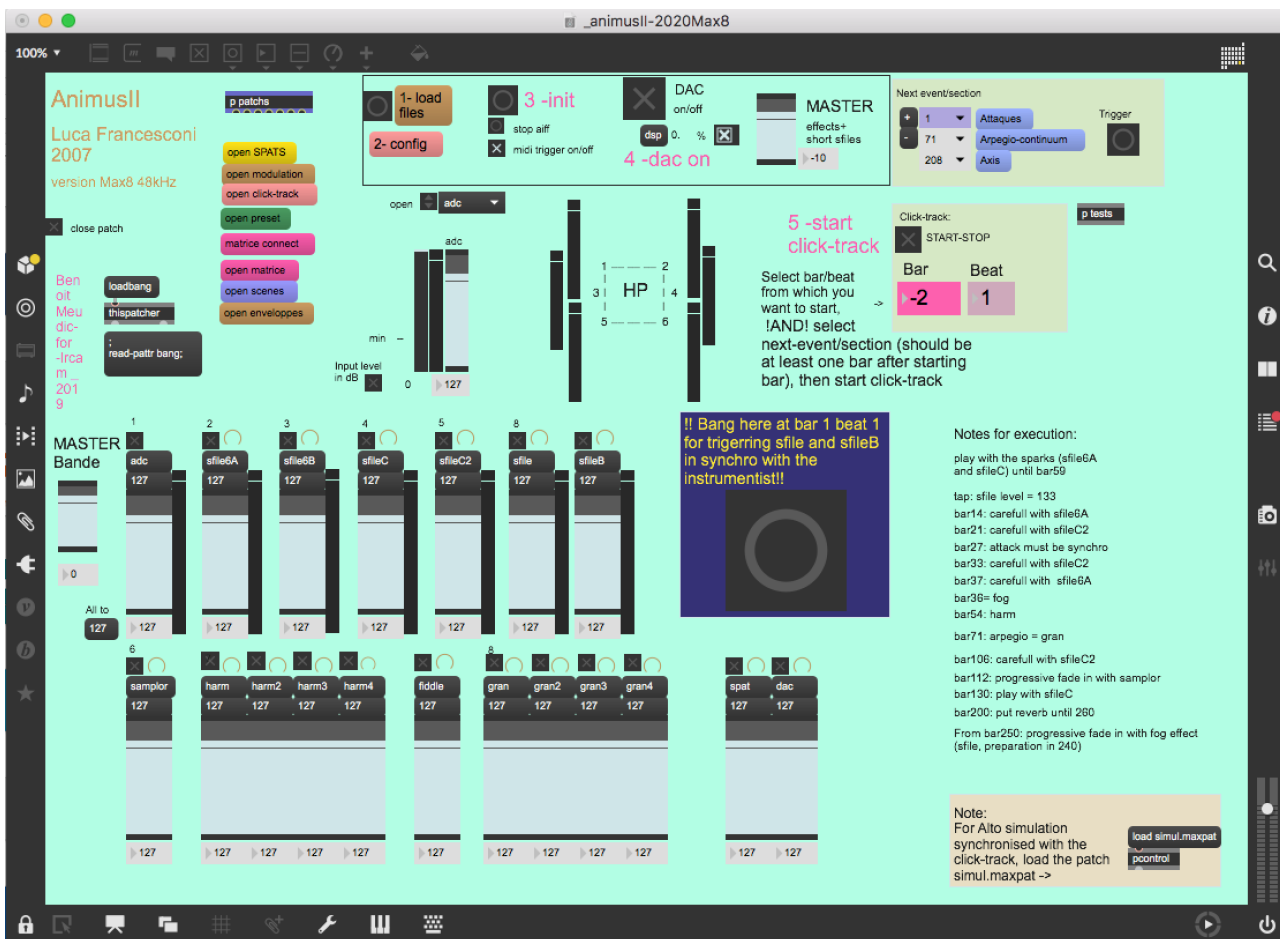 _animusII-2020Max8
100%
AnimusII
Luca Francesconi
2007
version Max8 48kHz
close patch
p patchs
open SPATS
open modulation
open click-track
open preset
matrice connect
open matrice
open scenes
open enveloppes
Ben
oit
Meu
dic-
for
-Irca
m_
201
9
loadbang
thispatcher
;
read-pattr bang;
1- load
files
2- config
3 -init
stop aiff
midi trigger on/off
DAC
on/off
dsp 0. %
4 -dac on
MASTER
effects+
short sfiles
-10
Next event/section
+ 1 Attaques
- 71 Arpegio-continuum
208 Axis
Trigger
open adc
adc
min –
Input level
in dB
0 127
1 2
3 HP 4
5 6
5 -start
click-track
Select bar/beat
from which you
want to start, ->
!AND! select
next-event/section (should be
at least one bar after starting
bar), then start click-track
Click-track:
START-STOP
Bar Beat
-2 1
p tests
MASTER
Bande
0
All to
127
1 2 3 4 5 8
adc sfile6A sfile6B sfileC sfileC2 sfile sfileB
127 127 127 127 127 127 127
127 127 127 127 127 127 127
!! Bang here at bar 1 beat 1
for trigerring sfile and sfileB
in synchro with the
instrumentist!!
Notes for execution:
play with the sparks (sfile6A
and sfileC) until bar59
tap: sfile level = 133
bar14: carefull with sfile6A
bar21: carefull with sfileC2
bar27: attack must be synchro
bar33: carefull with sfileC2
bar37: carefull with sfile6A
bar36= fog
bar54: harm
bar71: arpegio = gran
bar106: carefull with sfileC2
bar112: progressive fade in with samplor
bar130: play with sfileC
bar200: put reverb until 260
From bar250: progressive fade in with fog effect
(sfile, preparation in 240)
6 8
samplor harm harm2 harm3 harm4 fiddle gran gran2 gran3 gran4 spat dac
127 127 127 127 127 127 127 127 127 127 127 127
127 127 127 127 127 127 127 127 127 127 127 127
Note:
For Alto simulation
synchronised with the
click-track, load the patch
simul.maxpat ->
load simul.maxpat
pcontrol